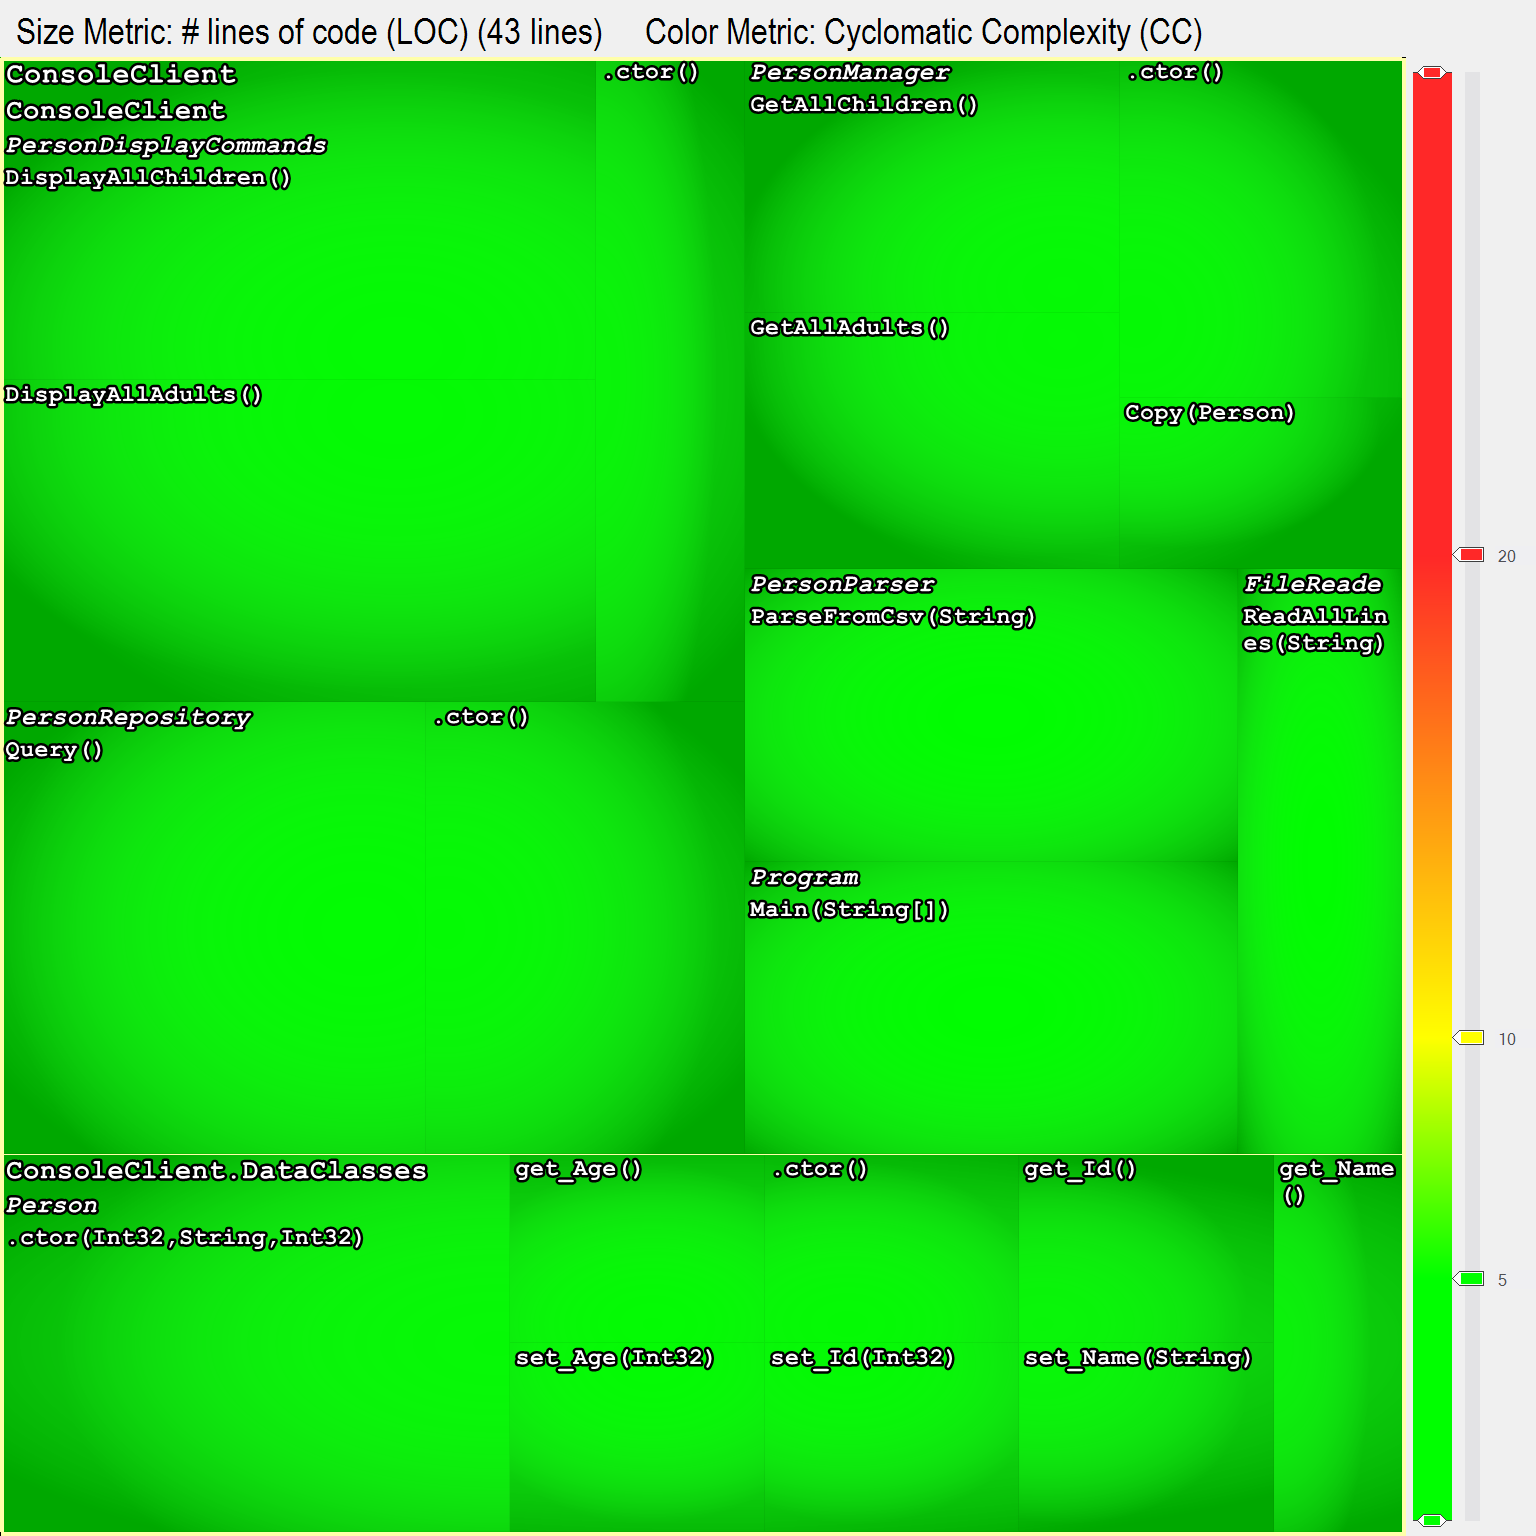 Size Metric: # lines of code (LOC) (43 lines) Color Metric: Cyclomatic Complexity (CC)
ConsoleClient
ConsoleClient
PersonDisplayCommands
DisplayAllChildren()
.ctor()
DisplayAllAdults()
PersonManager
GetAllChildren()
.ctor()
GetAllAdults()
Copy(Person)
PersonParser
ParseFromCsv(String)
FileReade
ReadAllLin
es(String)
PersonRepository
Query()
.ctor()
Program
Main(String[])
ConsoleClient.DataClasses
Person
.ctor(Int32,String,Int32)
get_Age()
.ctor()
get_Id()
get_Name
()
set_Age(Int32)
set_Id(Int32)
set_Name(String)
20
10
5